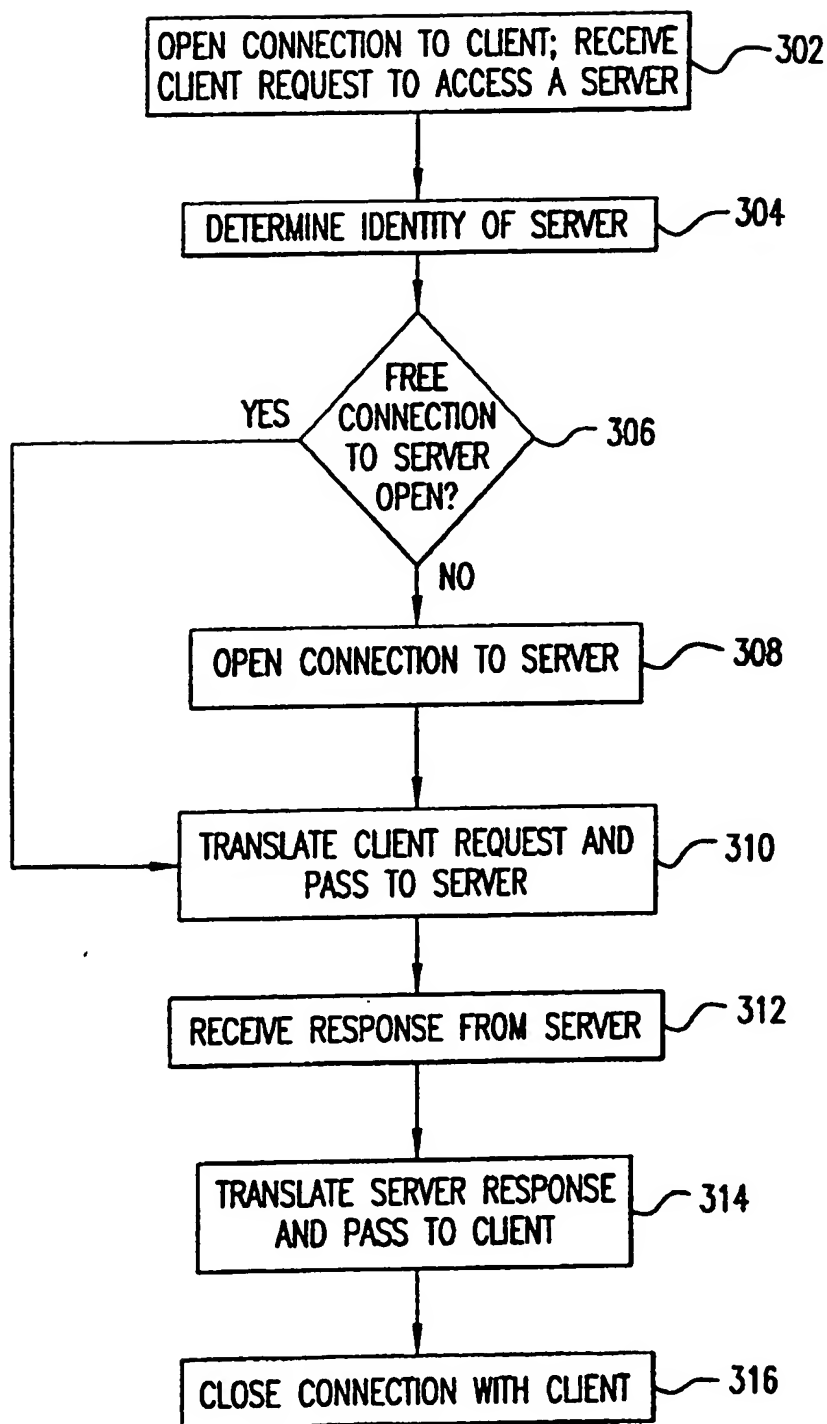 OPEN CONNECTION TO CLIENT; RECEIVE
CLIENT REQUEST TO ACCESS A SERVER
302
DETERMINE IDENTITY OF SERVER
304
FREE
CONNECTION
TO SERVER
OPEN?
YES
306
NO
OPEN CONNECTION TO SERVER
308
TRANSLATE CLIENT REQUEST AND
PASS TO SERVER
310
RECEIVE RESPONSE FROM SERVER
312
TRANSLATE SERVER RESPONSE
AND PASS TO CLIENT
314
CLOSE CONNECTION WITH CLIENT
316